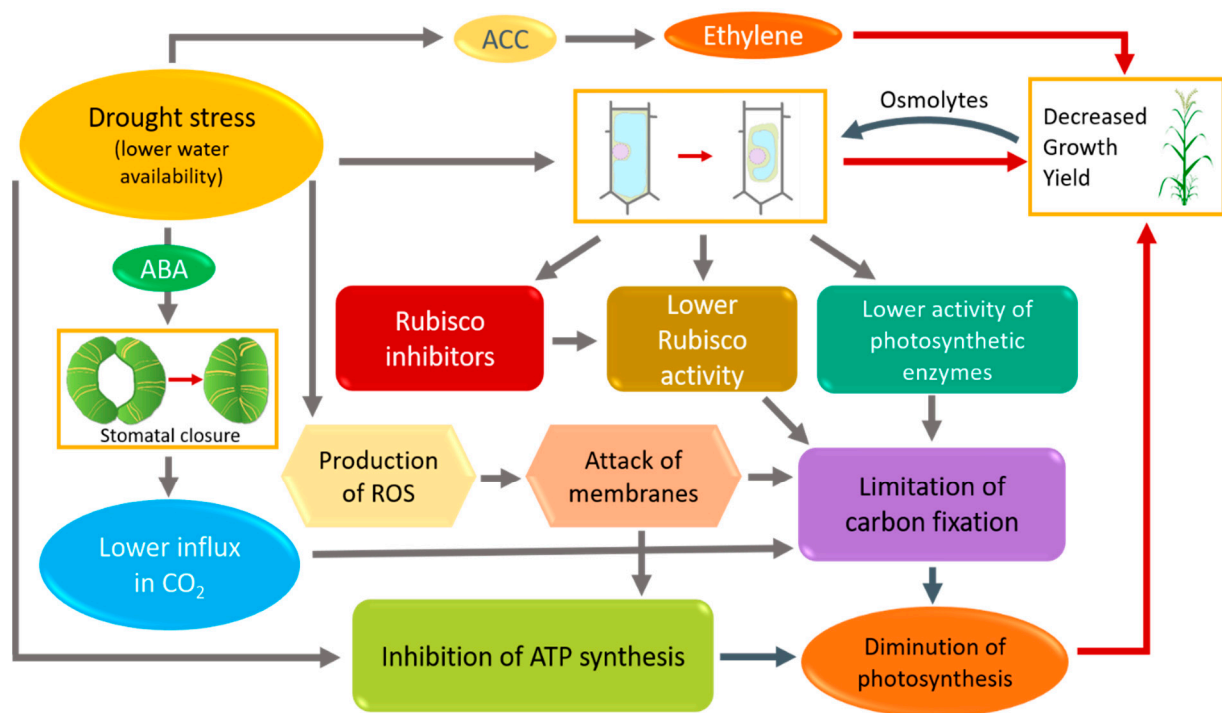 ACC
Ethylene
Drought stress
(lower water
availability)
Osmolytes
Decreased
Growth
Yield
ABA
Rubisco
inhibitors
Lower
Rubisco
activity
Lower activity of
photosynthetic
enzymes
Stomatal closure
Production
of ROS
Attack of
membranes
Limitation of
carbon fixation
Lower influx
in CO₂
Inhibition of ATP synthesis
Diminution of
photosynthesis